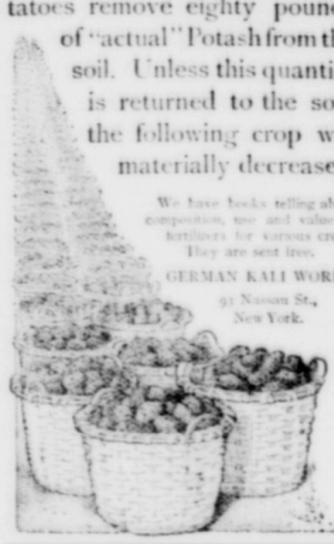 tatoes remove eighty pound
of "actual" Potash from th
soil. Unless this quanti
is returned to the so
the following crop w
materially decrease
We have books telling ab
composition, use and value
fertilizers for various cro
They are sent free.
GERMAN KALI WOR
93 Nassau St.,
New York.